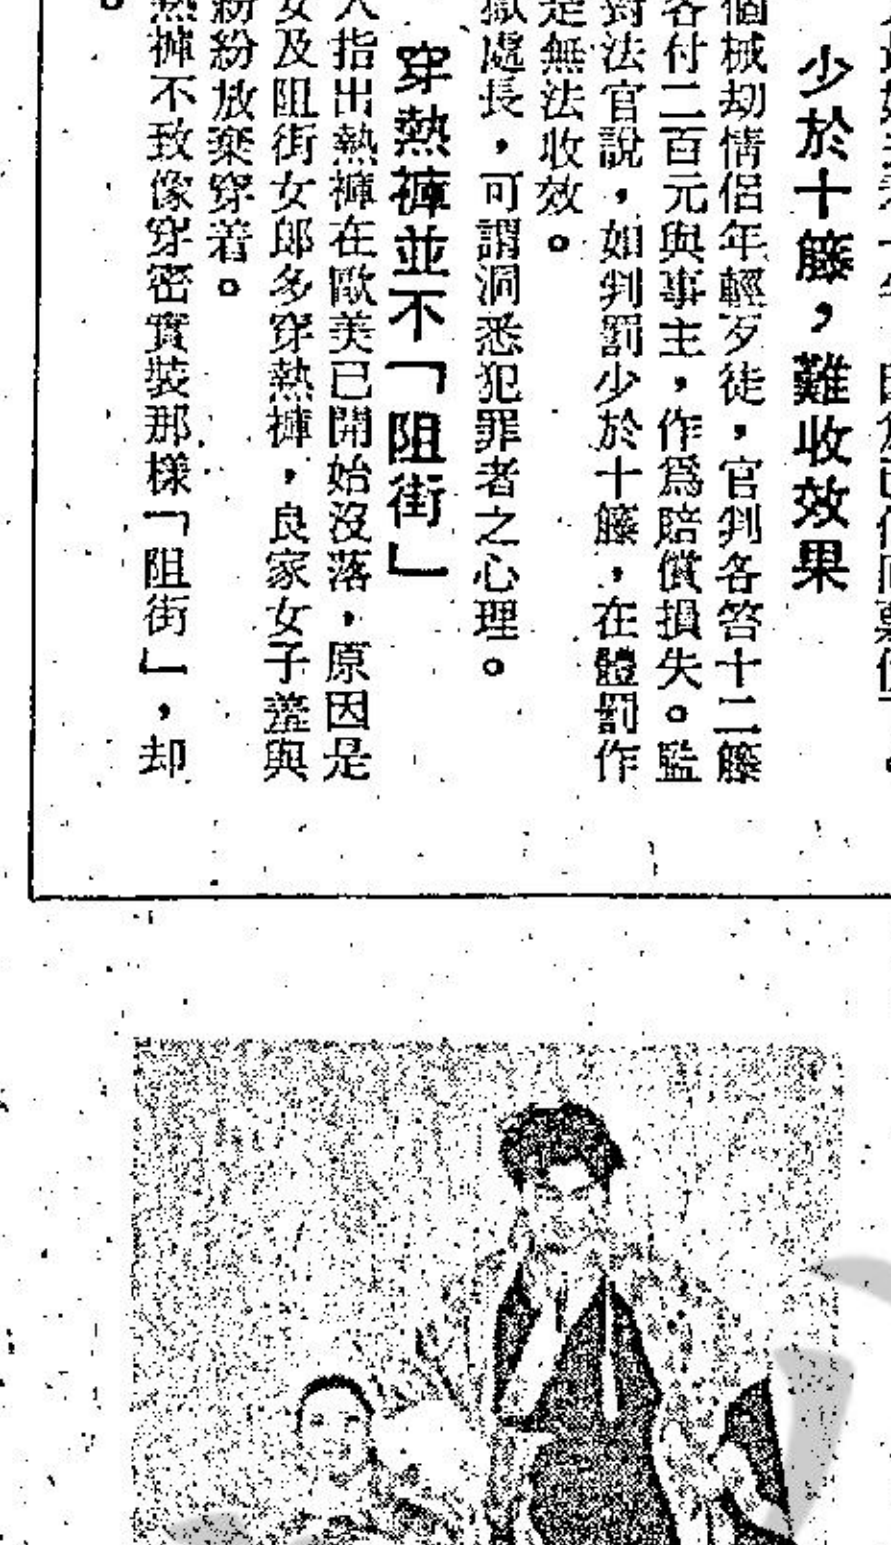 少於十籐，難收效果
個械劫情侣年輕歹徒，官判各笞十二籐
各付二百元與事主，作爲賠償損失。監
對法官說，如判罰少於十籐，在體罰作
是無法收效。
獄處長，可謂洞悉犯罪者之心理。
穿熱褲並不「阻街」
人指出熱褲在歐美已開始沒落，原因是
女及阻街女郎多穿熱褲，良家女子羞與
紛紛放棄穿着。
熱褲不致像穿密實裝那樣「阻街」，却
。